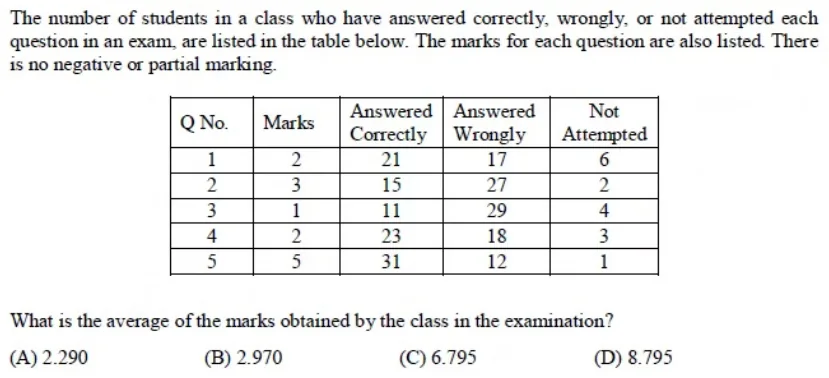 The number of students in a class who have answered correctly, wrongly, or not attempted each
question in an exam, are listed in the table below. The marks for each question are also listed. There
is no negative or partial marking.
Q No. Marks Answered Correctly Answered Wrongly Not Attempted
1 2 21 17 6
2 3 15 27 2
3 1 11 29 4
4 2 23 18 3
5 5 31 12 1
What is the average of the marks obtained by the class in the examination?
(A) 2.290 (B) 2.970 (C) 6.795 (D) 8.795